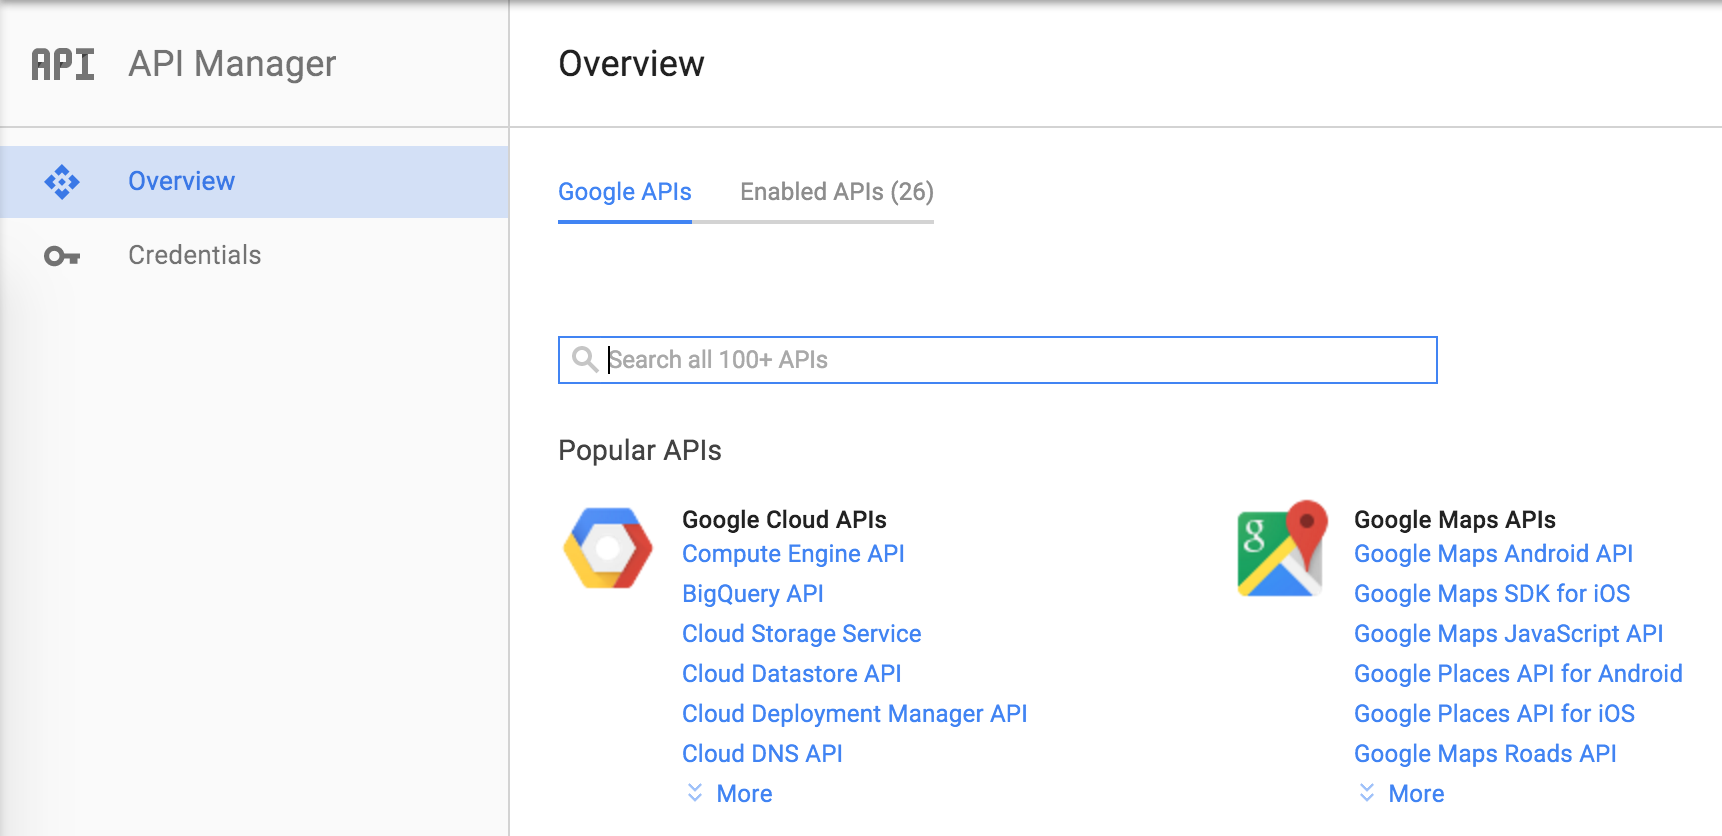 API API Manager
Overview
Overview
Credentials
Google APIs Enabled APIs (26)
Search all 100+ APIs
Popular APIs
Google Cloud APIs
Compute Engine API
BigQuery API
Cloud Storage Service
Cloud Datastore API
Cloud Deployment Manager API
Cloud DNS API
More
g
Google Maps APIs
Google Maps Android API
Google Maps SDK for iOS
Google Maps JavaScript API
Google Places API for Android
Google Places API for iOS
Google Maps Roads API
More